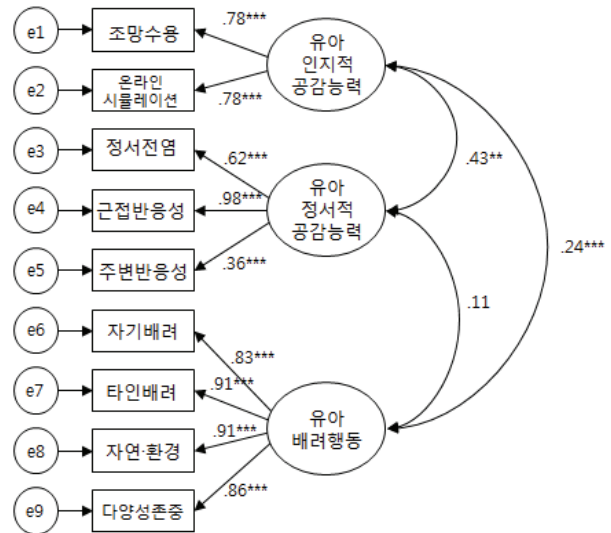 e1
조망수용
.78***
유아
인지적
공감능력
e2
온라인
시뮬레이션
.78***
e3
정서전염
.62***
.43**
e4
근접반응성
.98***
유아
정서적
공감능력
e5
주변반응성
.36***
.24***
e6
자기배려
.11
.83***
e7
타인배려
.91***
유아
배려행동
e8
자연·환경
.91***
e9
다양성존중
.86***